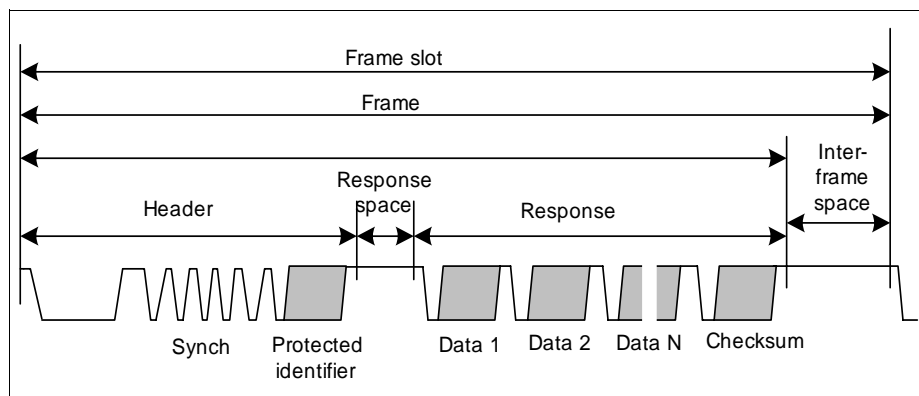 Frame slot
Frame
Inter-
frame
space
Response
space
Header
Response
Synch
Protected
identifier
Data 1
Data 2
Data N
Checksum